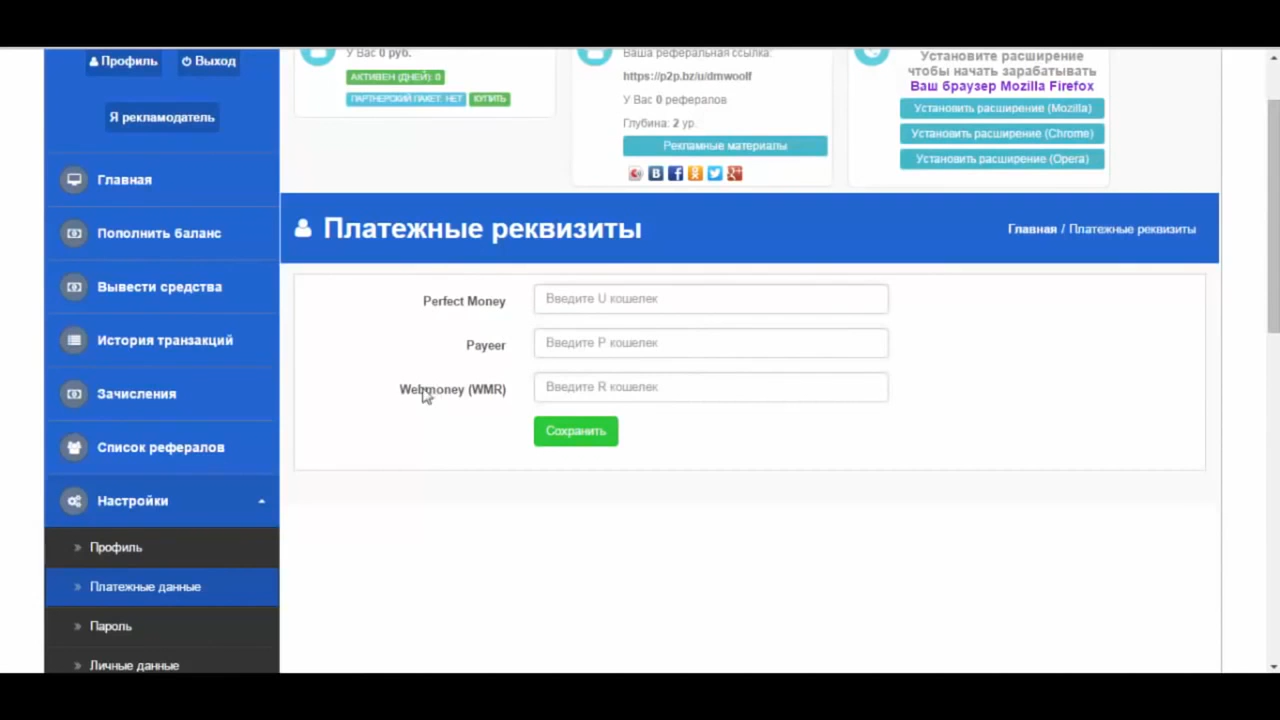 Профиль
Выход
Я рекламодатель
Главная
Пополнить баланс
Вывести средства
История транзакций
Зачисления
Список рефералов
Настройки
Профиль
Платежные данные
Пароль
Личные данные
У Вас 0 руб.
АКТИВЕН (ДНЕЙ): 0
ПАРТНЕРСКИЙ ПАКЕТ: НЕТ КУПИТЬ
Ваша реферальная ссылка:
https://p2p.bz/u/dmwoolf
У Вас 0 рефералов
Глубина: 2 ур.
Рекламные материалы
Установите расширение
чтобы начать зарабатывать
Ваш браузер Mozilla Firefox
Установить расширение (Mozilla)
Установить расширение (Chrome)
Установить расширение (Opera)
Платежные реквизиты
Главная / Платежные реквизиты
Perfect Money
Введите U кошелек
Payeer
Введите P кошелек
Webmoney (WMR)
Введите R кошелек
Сохранить